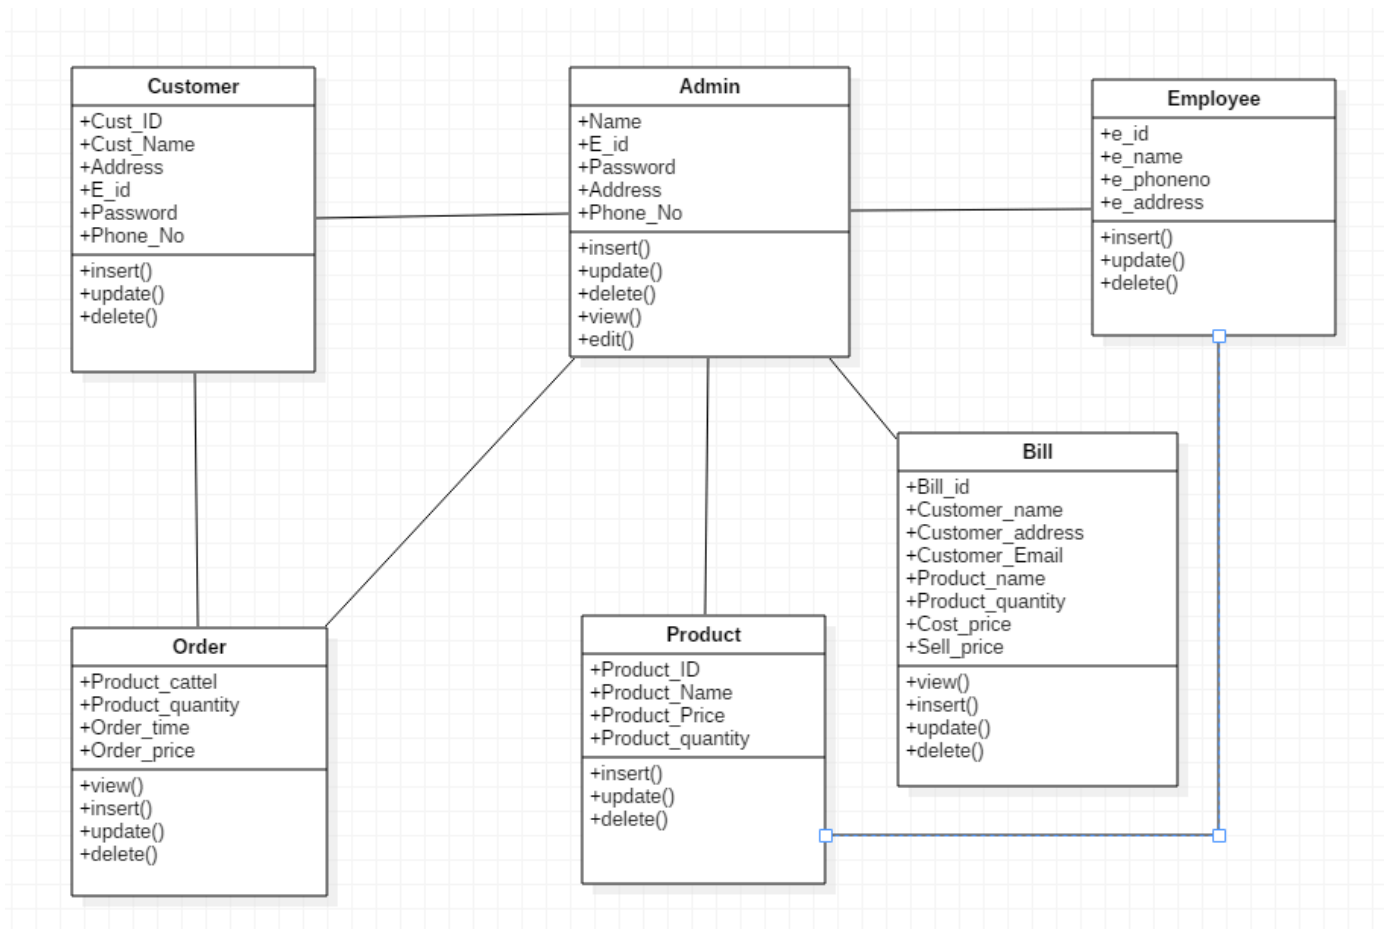 Customer
+Cust_ID
+Cust_Name
+Address
+E_id
+Password
+Phone_No
+insert()
+update()
+delete()
Admin
+Name
+E_id
+Password
+Address
+Phone_No
+insert()
+update()
+delete()
+view()
+edit()
Employee
+e_id
+e_name
+e_phoneno
+e_address
+insert()
+update()
+delete()
Order
+Product_cattel
+Product_quantity
+Order_time
+Order_price
+view()
+insert()
+update()
+delete()
Product
+Product_ID
+Product_Name
+Product_Price
+Product_quantity
+insert()
+update()
+delete()
Bill
+Bill_id
+Customer_name
+Customer_address
+Customer_Email
+Product_name
+Product_quantity
+Cost_price
+Sell_price
+view()
+insert()
+update()
+delete()